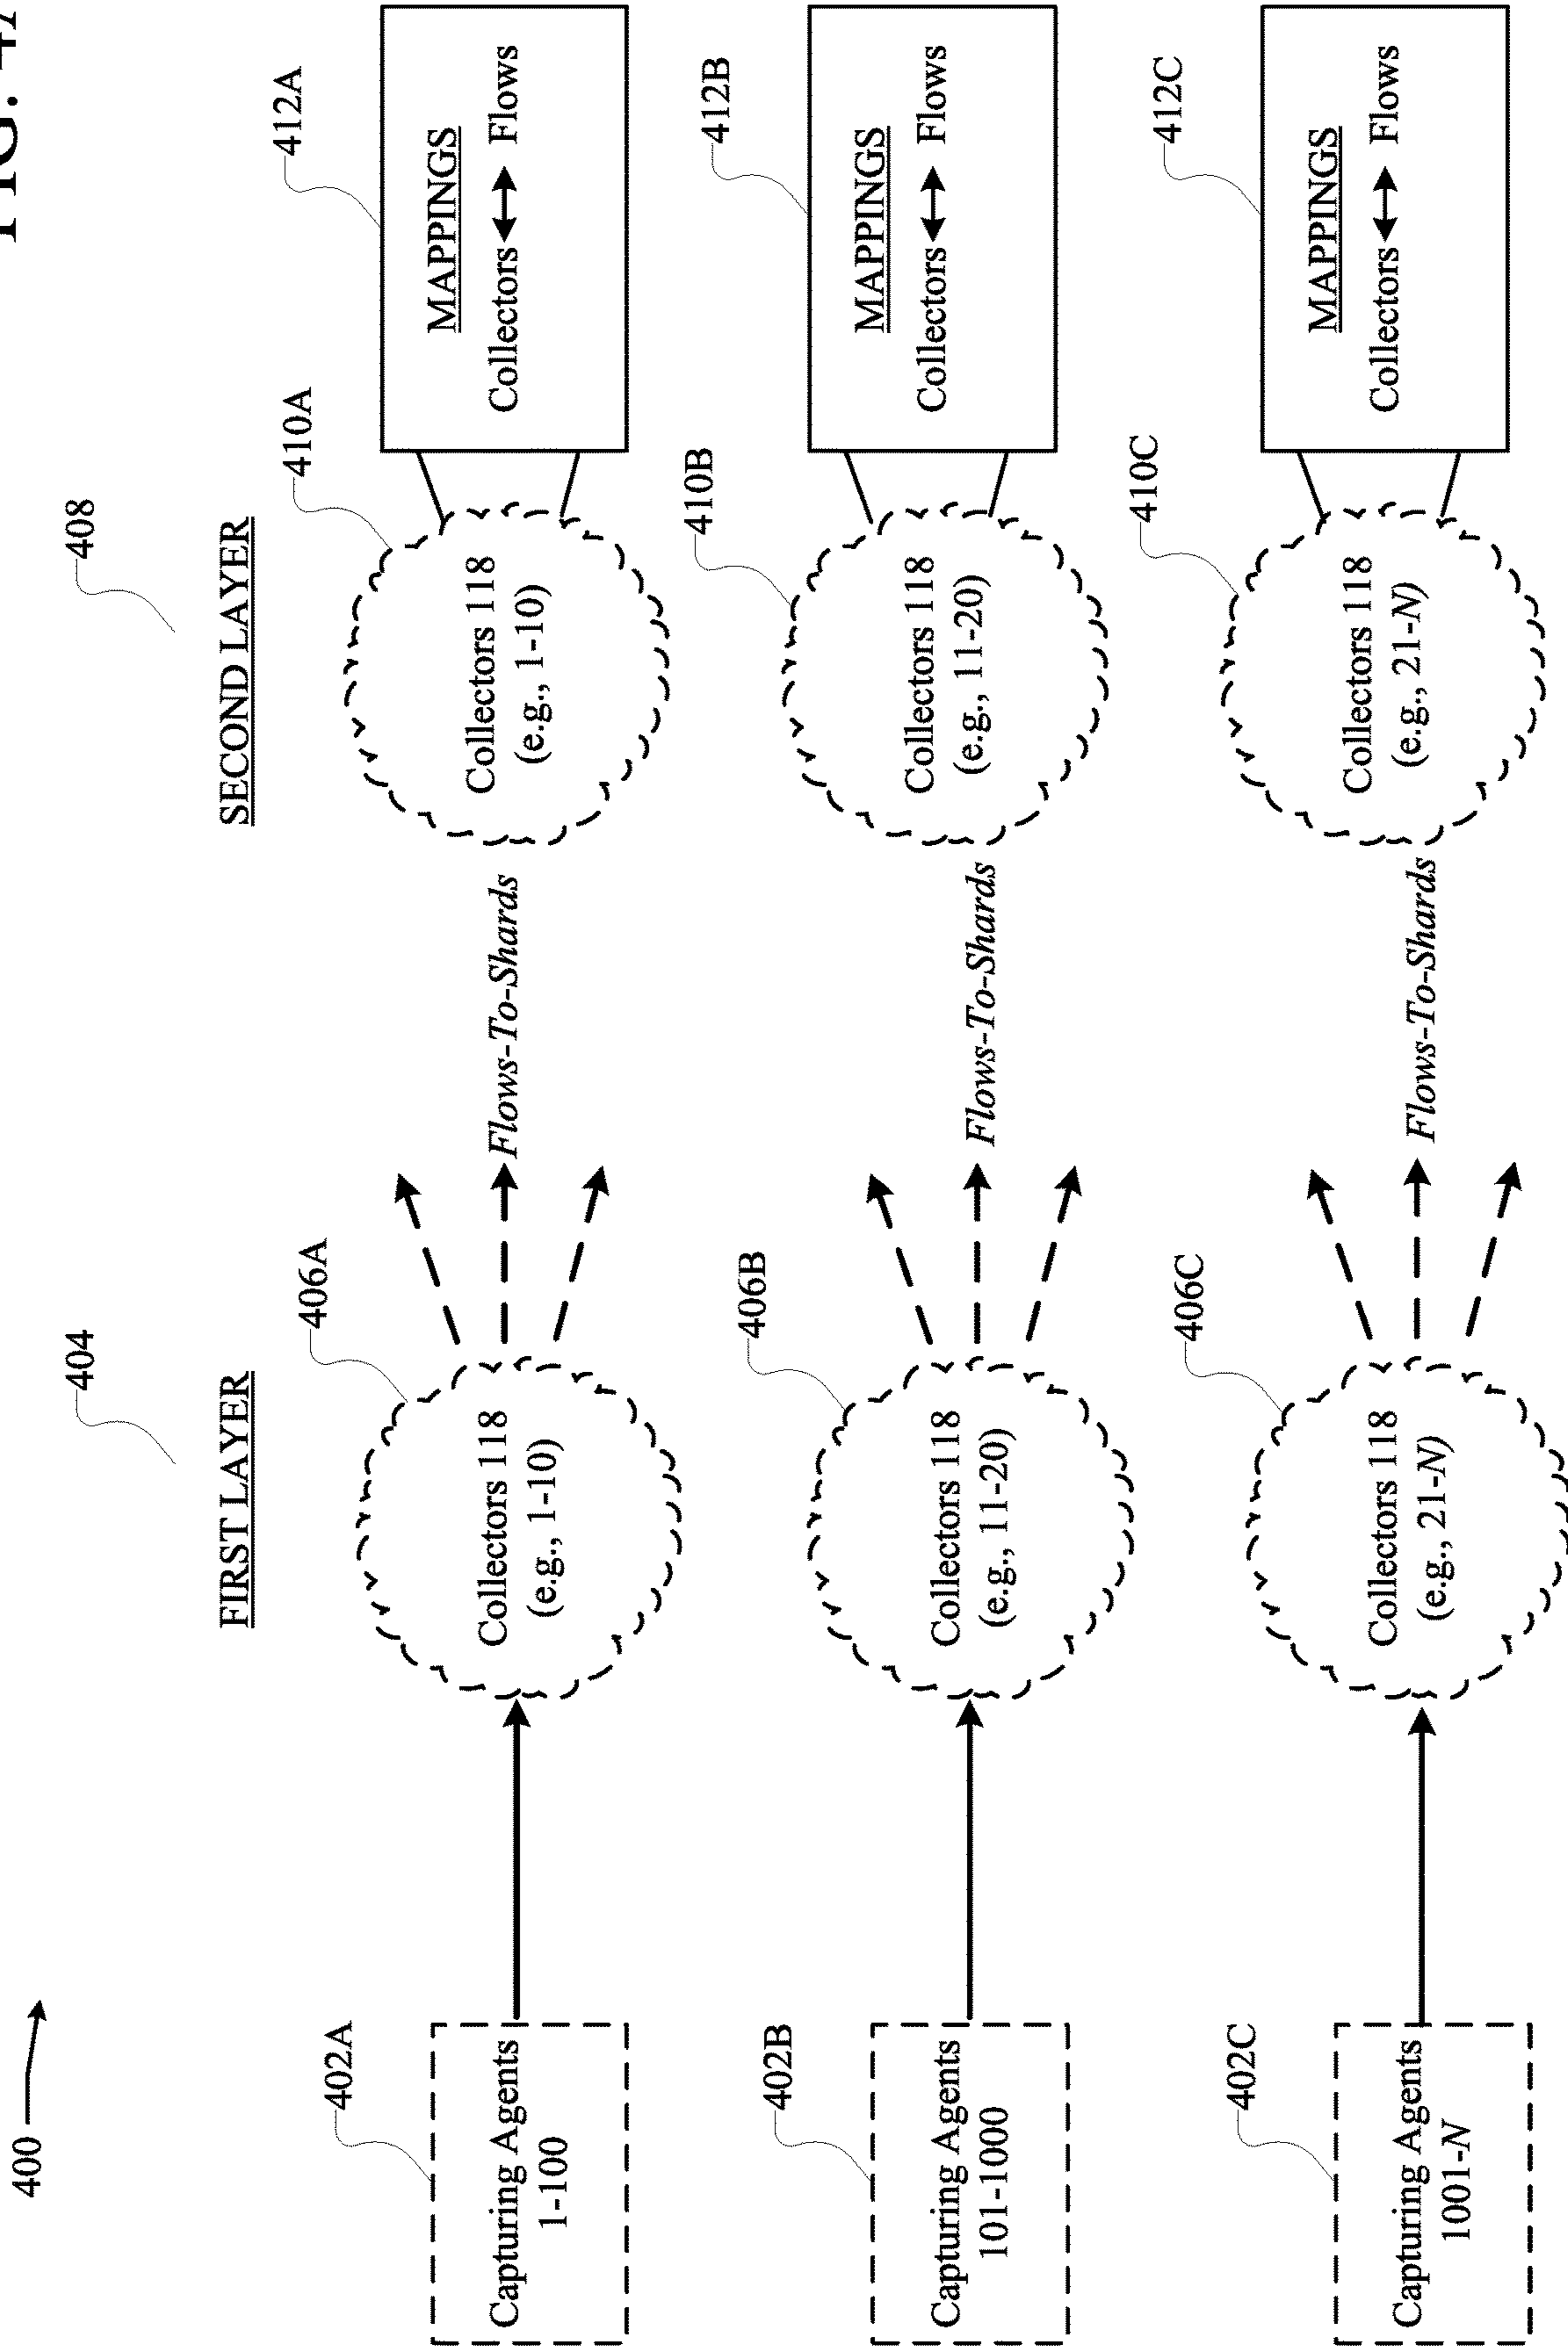 FIG. 4A
400
404
408
FIRST LAYER
SECOND LAYER
402A
406A
410A
412A
Capturing Agents
1-100
Collectors 118
(e.g., 1-10)
Flows-To-Shards
Collectors 118
(e.g., 1-10)
MAPPINGS
Collectors Flows
402B
406B
410B
412B
Capturing Agents
101-1000
Collectors 118
(e.g., 11-20)
Flows-To-Shards
Collectors 118
(e.g., 11-20)
MAPPINGS
Collectors Flows
402C
406C
410C
412C
Capturing Agents
1001-N
Collectors 118
(e.g., 21-N)
Flows-To-Shards
Collectors 118
(e.g., 21-N)
MAPPINGS
Collectors Flows